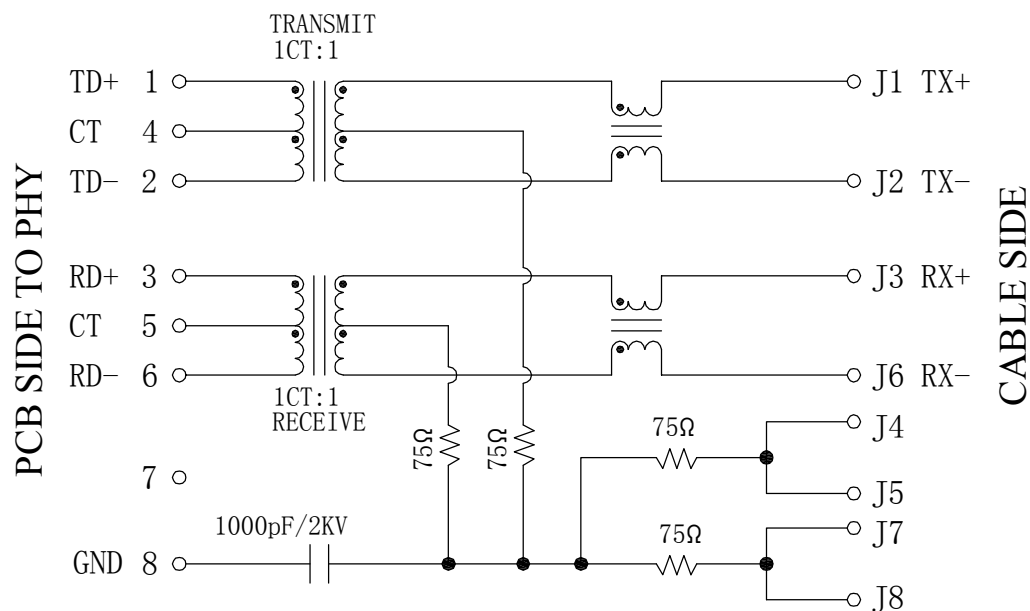 TRANSMIT
1CT:1
TD+ 1
J1 TX+
CT 4
TD- 2
J2 TX-
RD+ 3
J3 RX+
CT 5
RD- 6
J6 RX-
1CT:1
RECEIVE
PCB SIDE TO PHY
CABLE SIDE
75Ω
75Ω
75Ω
J4
J5
7
1000pF/2KV
75Ω
J7
GND 8
J8